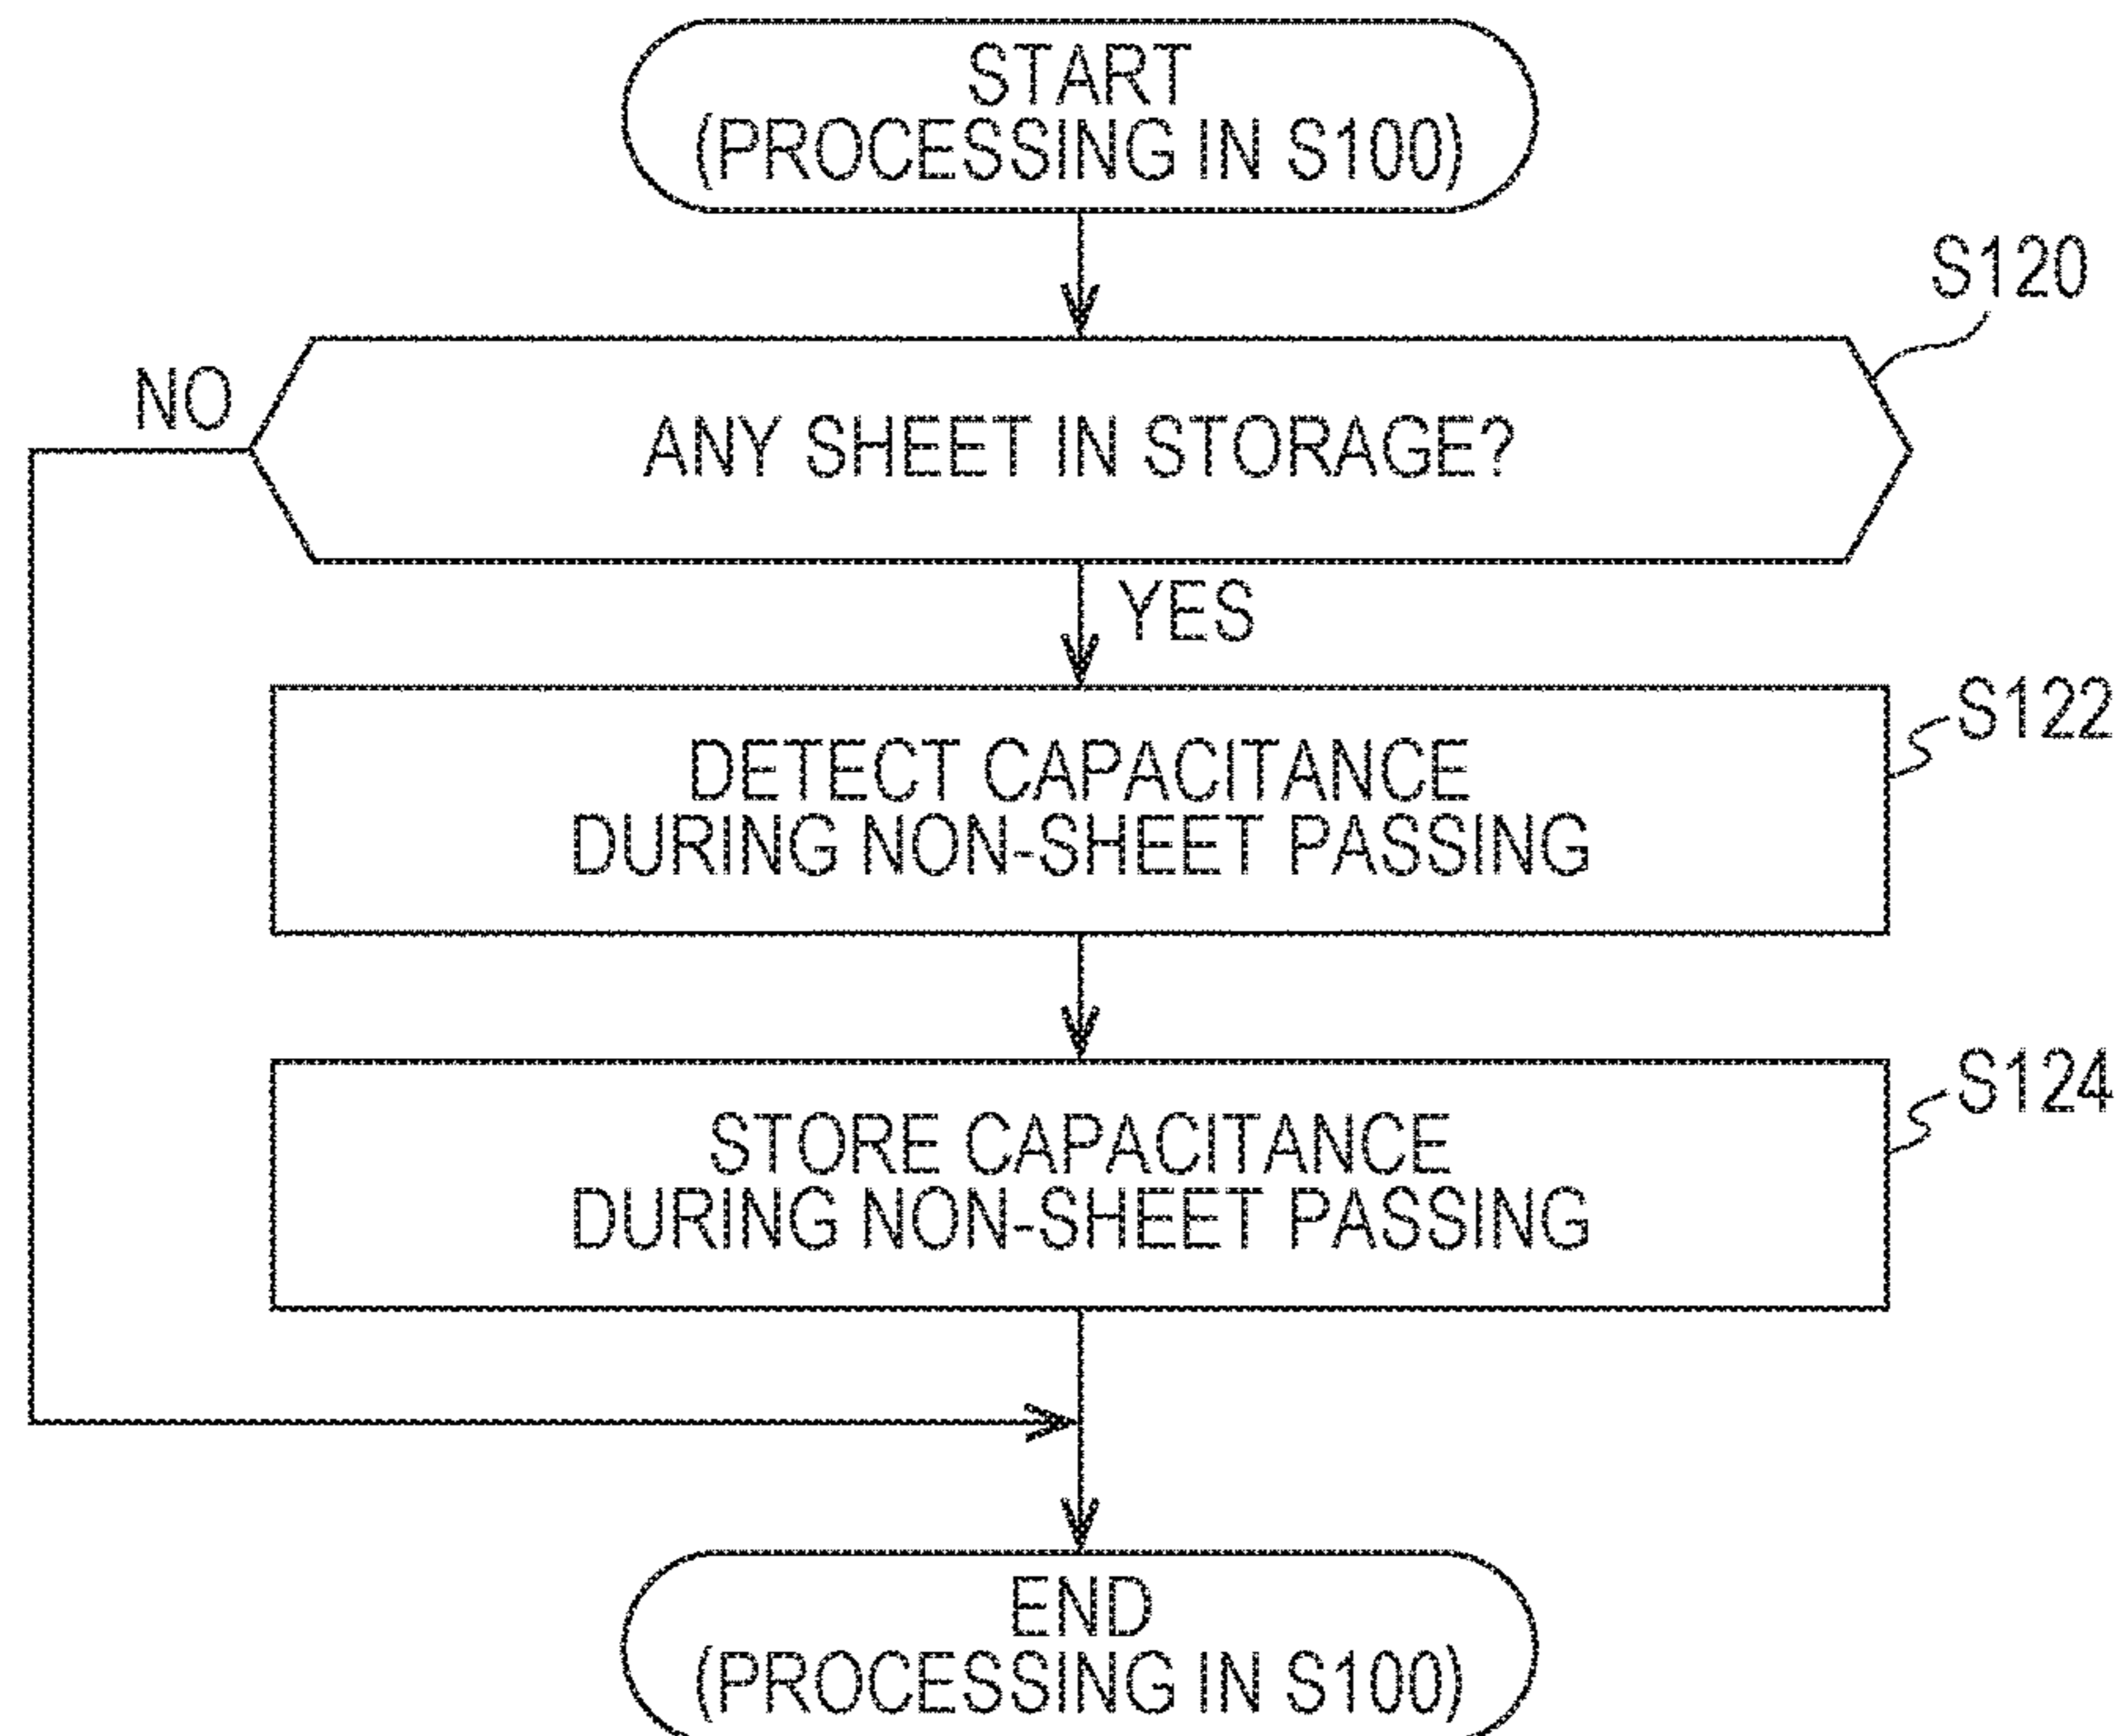 START
(PROCESSING IN S100)
S120
NO
ANY SHEET IN STORAGE?
YES
S122
DETECT CAPACITANCE
DURING NON-SHEET PASSING
S124
STORE CAPACITANCE
DURING NON-SHEET PASSING
END
(PROCESSING IN S100)